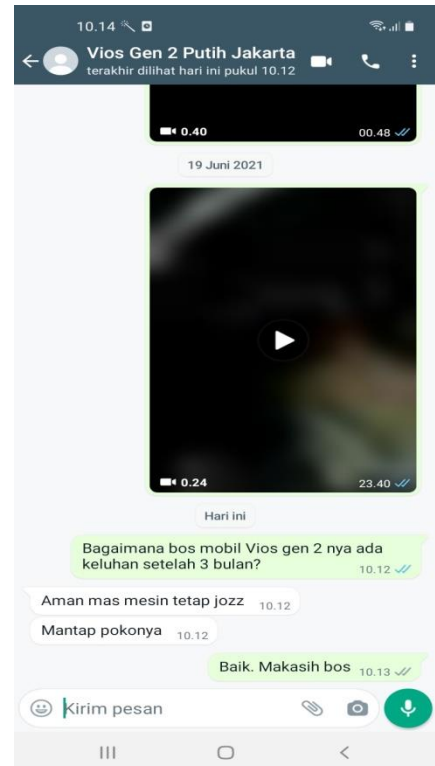 10.14
Vios Gen 2 Putih Jakarta
terakhir dilihat hari ini pukul 10.12
0.40 00.48
19 Juni 2021
0.24 23.40
Hari ini
Bagaimana bos mobil Vios gen 2 nya ada
keluhan setelah 3 bulan?
10.12
Aman mas mesin tetap jozz 10.12
Mantap pokonya 10.12
Baik. Makasih bos 10.13
Kirim pesan